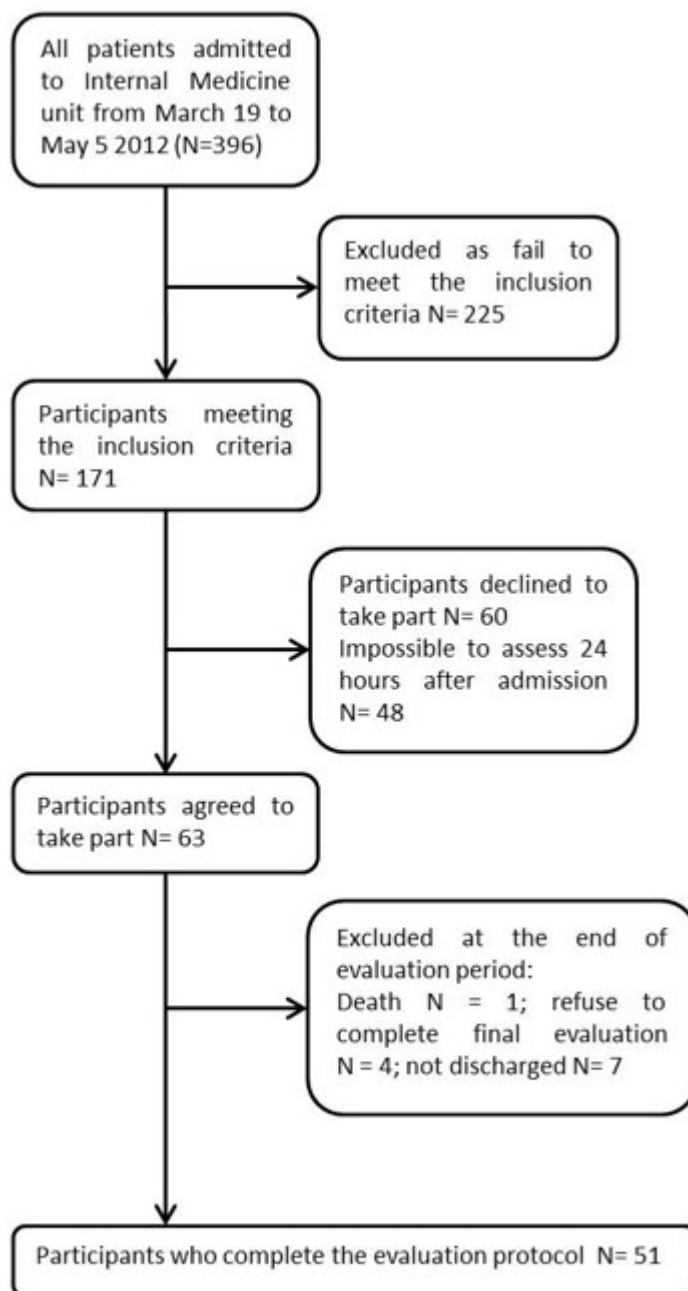 All patients admitted
to Internal Medicine
unit from March 19 to
May 5 2012 (N=396)
Excluded as fail to
meet the inclusion
criteria N= 225
Participants meeting
the inclusion criteria
N= 171
Participants declined to
take part N= 60
Impossible to assess 24
hours after admission
N= 48
Participants agreed to
take part N= 63
Excluded at the end of
evaluation period:
Death N = 1; refuse to
complete final evaluation
N = 4; not discharged N= 7
Participants who complete the evaluation protocol N= 51